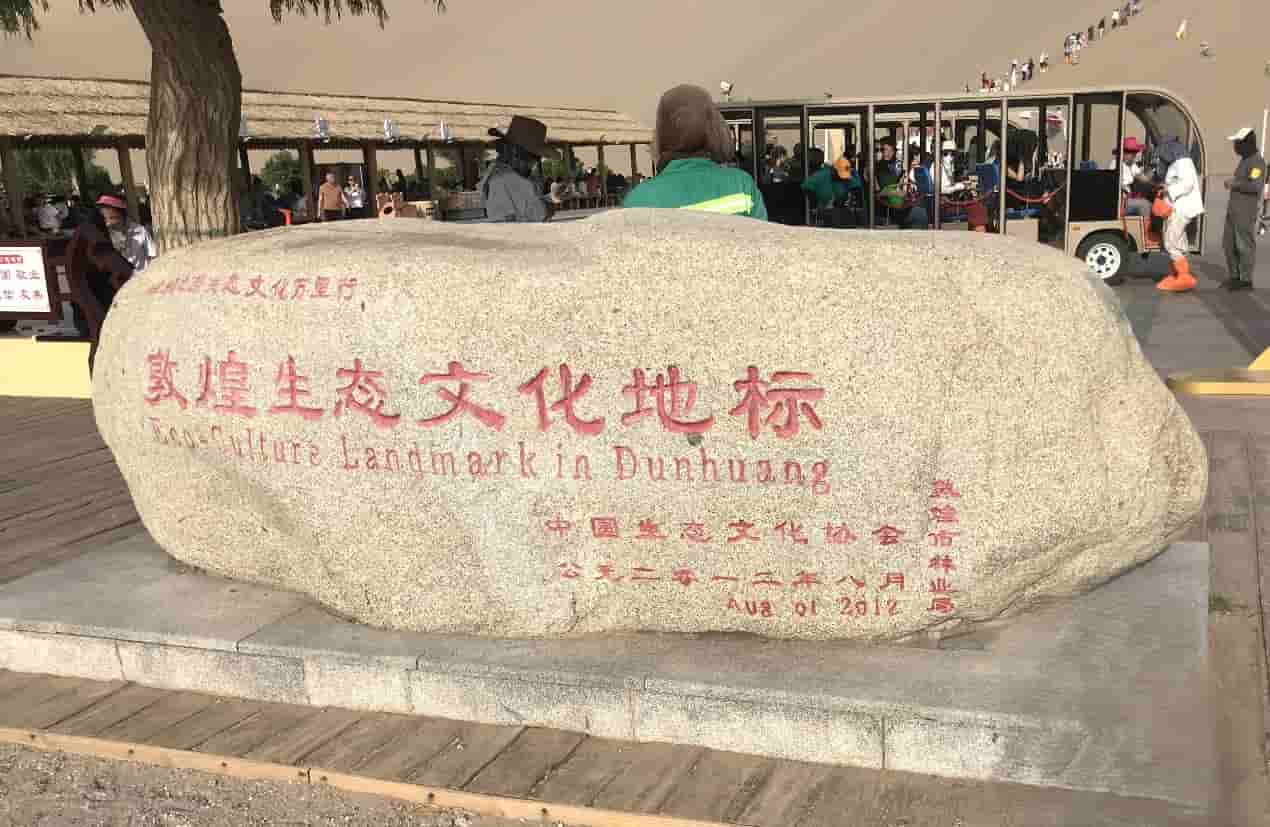 生态文化万里行
敦煌生态文化地标
Eco-Culture Landmark in Dunhuang
中国生态文化协会
公元二零一二年八月
Aug 01 2012
敦煌市林业局